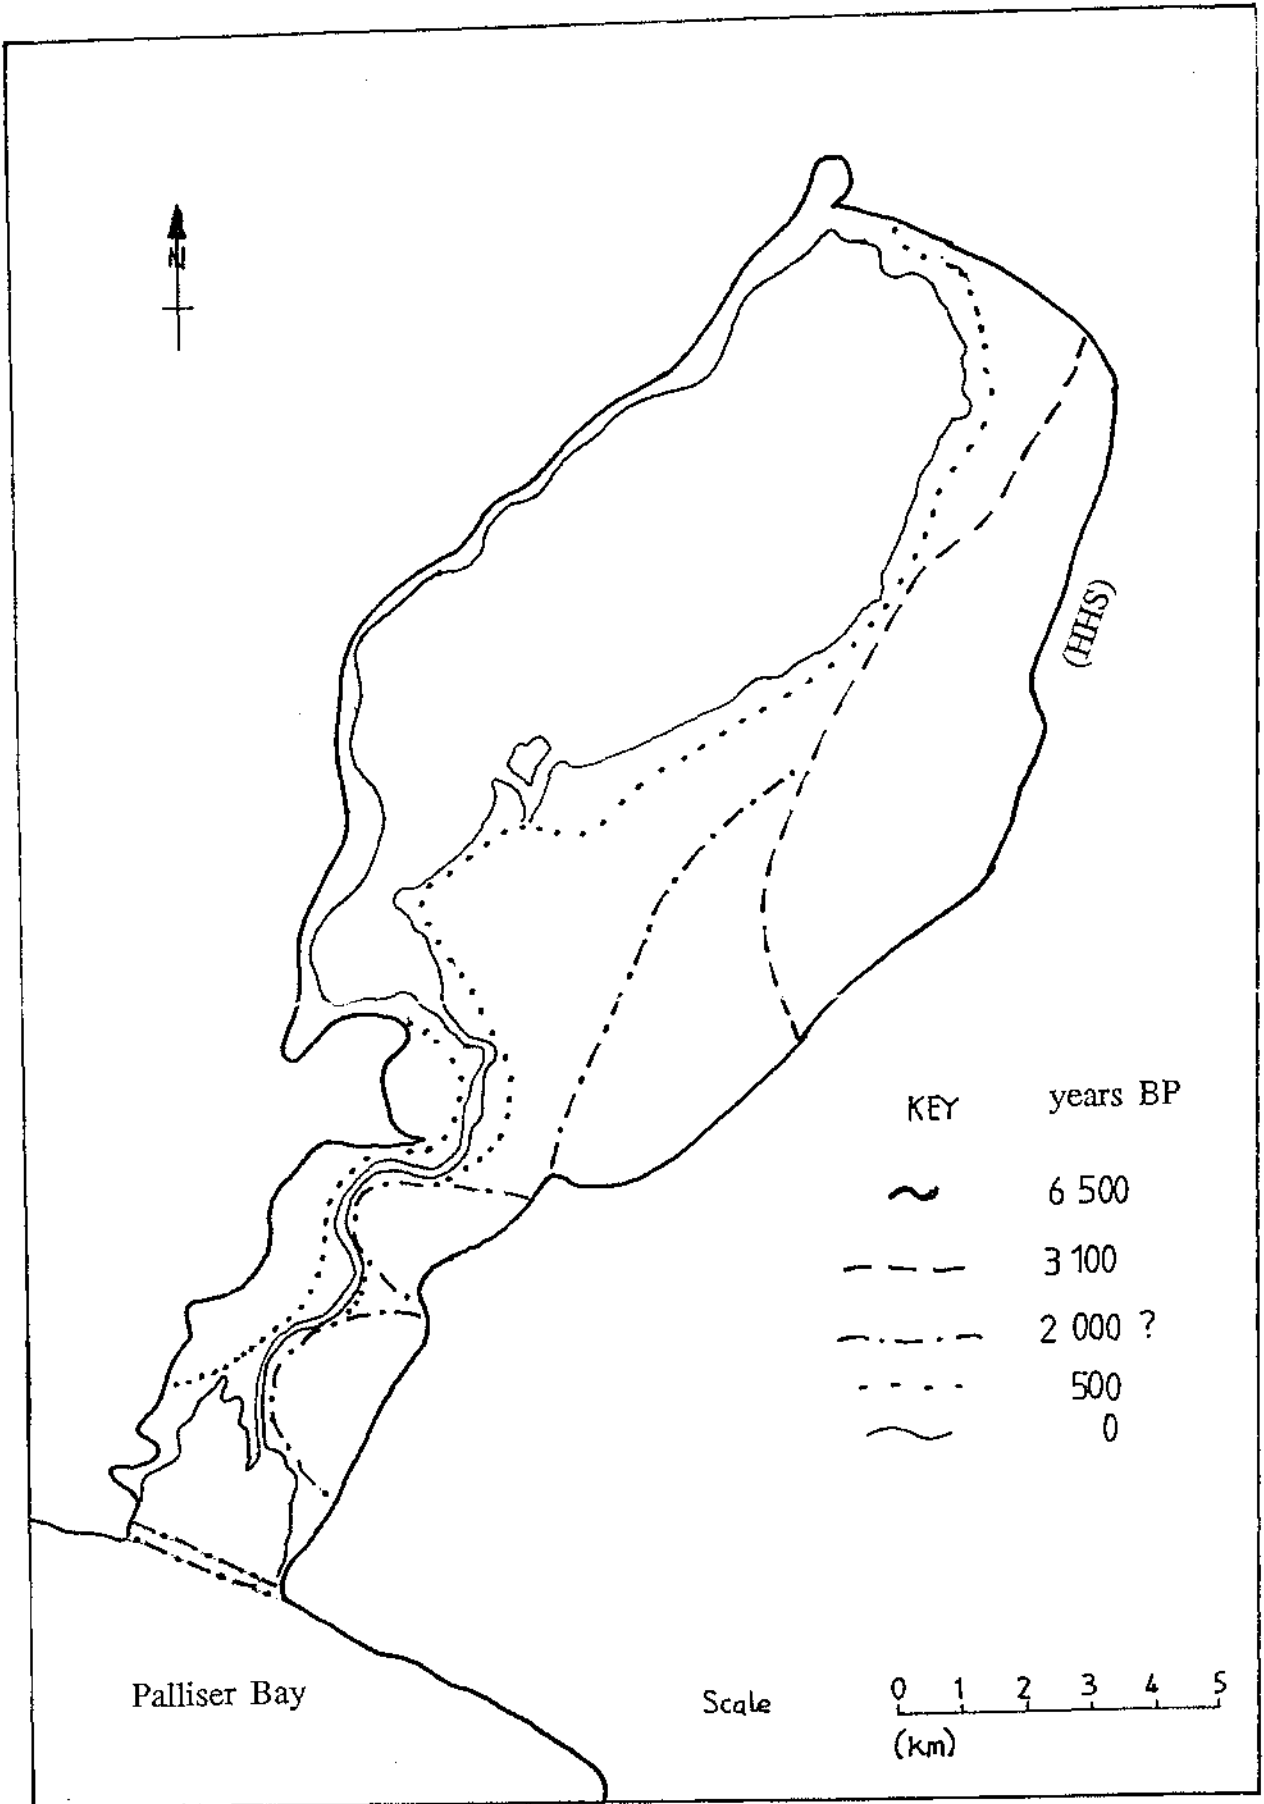 N
(HHS)
KEY years BP
6 500
3 100
2 000 ?
500
0
Palliser Bay
Scale 0 1 2 3 4 5
(km)